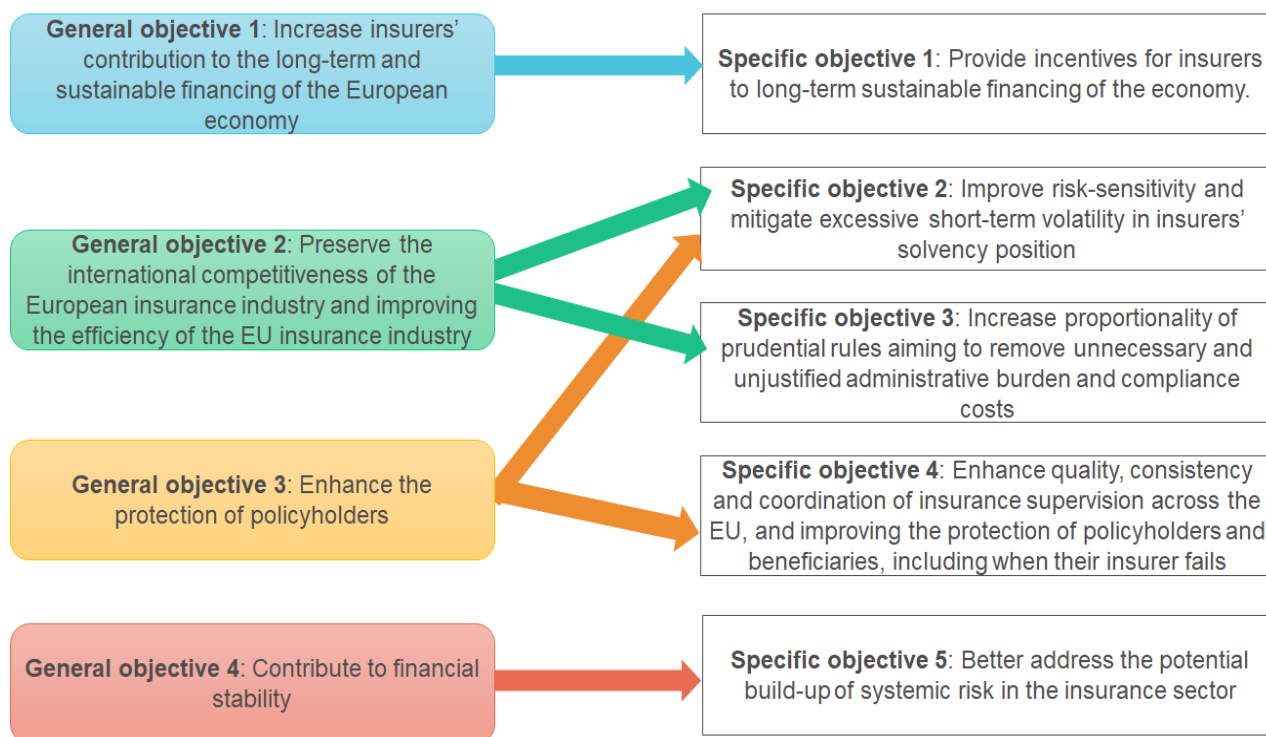 General objective 1: Increase insurers’
contribution to the long-term and
sustainable financing of the European
economy
Specific objective 1: Provide incentives for insurers
to long-term sustainable financing of the economy.
General objective 2: Preserve the
international competitiveness of the
European insurance industry and improving
the efficiency of the EU insurance industry
Specific objective 2: Improve risk-sensitivity and
mitigate excessive short-term volatility in insurers’
solvency position
Specific objective 3: Increase proportionality of
prudential rules aiming to remove unnecessary and
unjustified administrative burden and compliance
costs
General objective 3: Enhance the
protection of policyholders
Specific objective 4: Enhance quality, consistency
and coordination of insurance supervision across the
EU, and improving the protection of policyholders and
beneficiaries, including when their insurer fails
General objective 4: Contribute to financial
stability
Specific objective 5: Better address the potential
build-up of systemic risk in the insurance sector